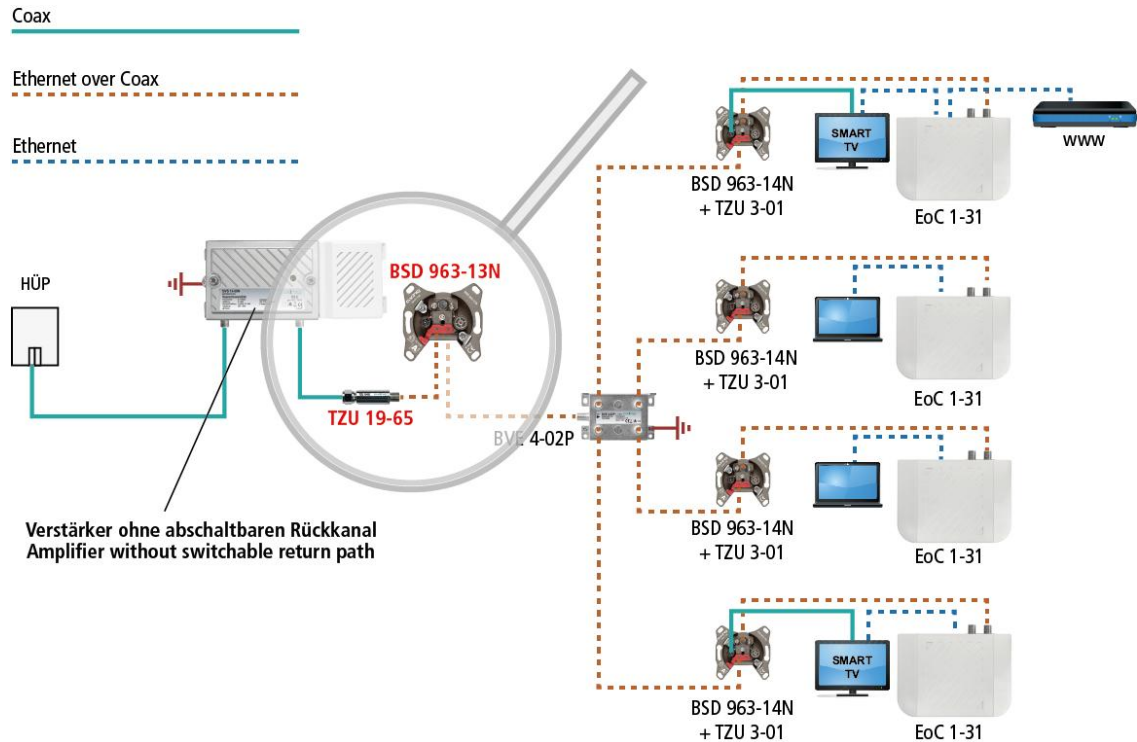 Coax
Ethernet over Coax
Ethernet
HÜP
BSD 963-13N
TZU 19-65
BVE 4-02P
Verstärker ohne abschaltbaren Rückkanal
Amplifier without switchable return path
SMART
TV
BSD 963-14N
+ TZU 3-01
EoC 1-31
WWW
BSD 963-14N
+ TZU 3-01
EoC 1-31
BSD 963-14N
+ TZU 3-01
EoC 1-31
SMART
TV
BSD 963-14N
+ TZU 3-01
EoC 1-31